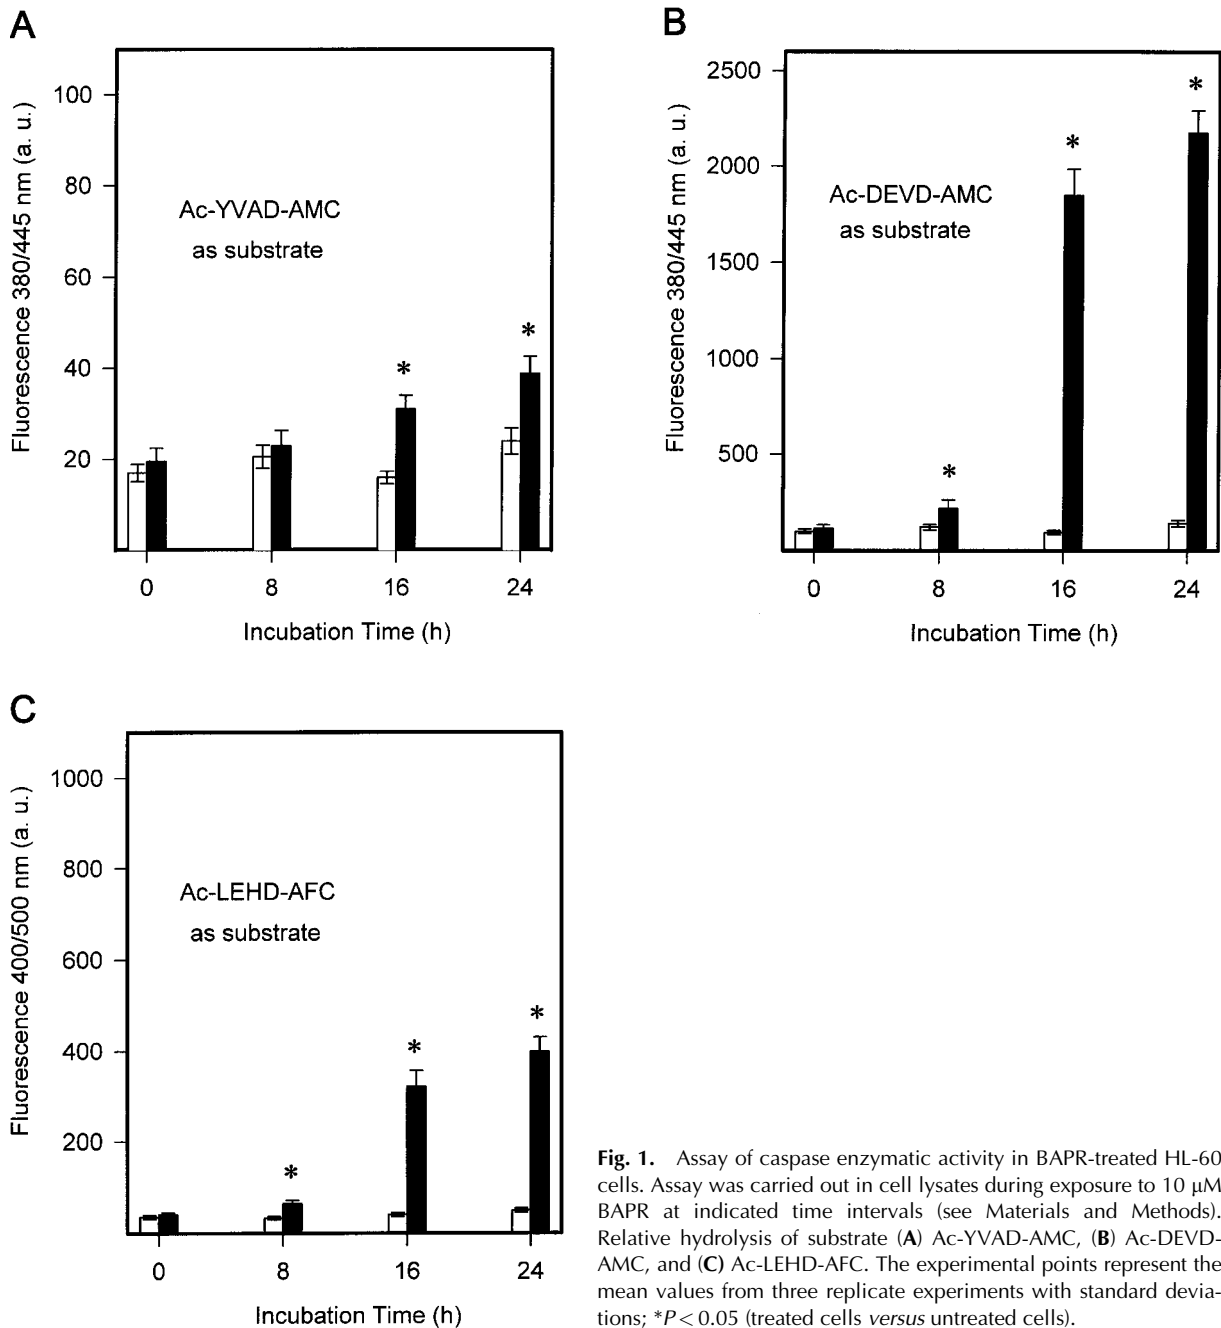 A
Fluorescence 380/445 nm (a. u.)
100
80
60
40
20
Ac-YVAD-AMC
as substrate
*
*
0 8 16 24
Incubation Time (h)
B
Fluorescence 380/445 nm (a. u.)
2500
2000
1500
1000
500
Ac-DEVD-AMC
as substrate
*
*
*
0 8 16 24
Incubation Time (h)
C
Fluorescence 400/500 nm (a. u.)
1000
800
600
400
200
Ac-LEHD-AFC
as substrate
*
*
*
0 8 16 24
Incubation Time (h)
Fig. 1. Assay of caspase enzymatic activity in BAPR-treated HL-60
cells. Assay was carried out in cell lysates during exposure to 10 μM
BAPR at indicated time intervals (see Materials and Methods).
Relative hydrolysis of substrate (A) Ac-YVAD-AMC, (B) Ac-DEVD-
AMC, and (C) Ac-LEHD-AFC. The experimental points represent the
mean values from three replicate experiments with standard devia-
tions; *P < 0.05 (treated cells versus untreated cells).